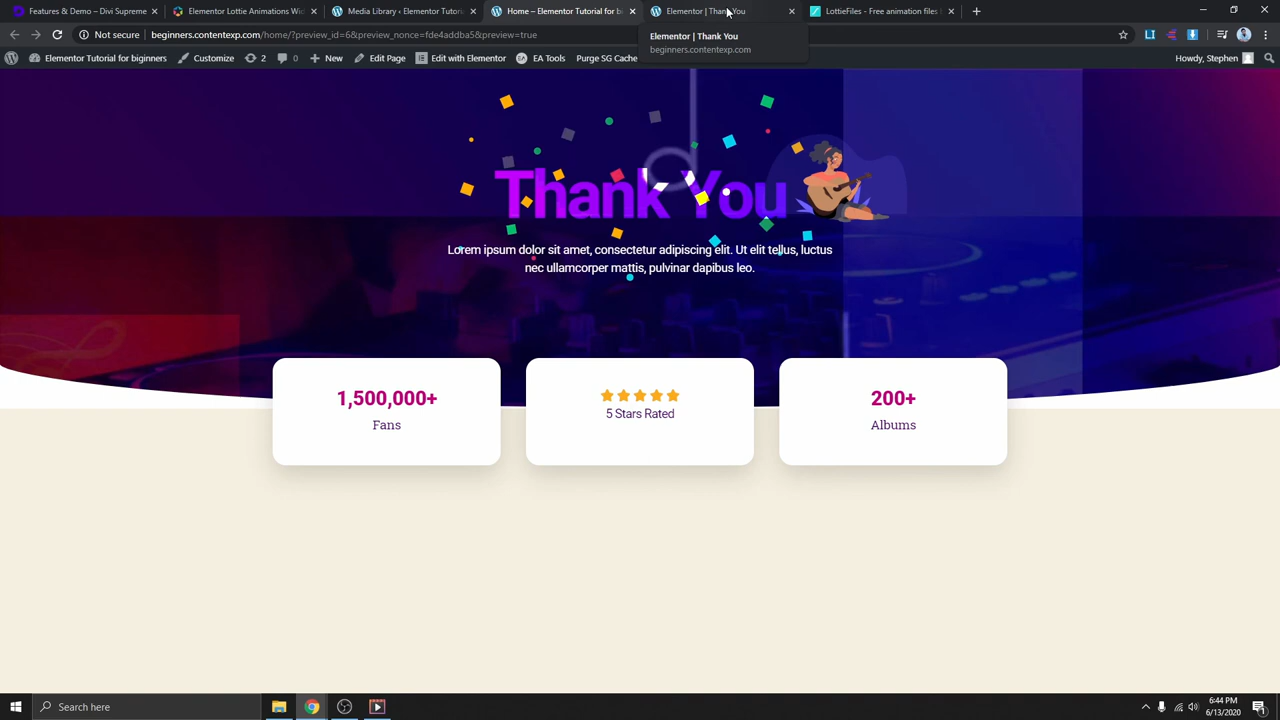 Features & Demo – Divi Supreme
Elementor Lottie Animations Wi
Media Library ‹ Elementor Tutori
Home – Elementor Tutorial for b
Elementor | Thank You
LottieFiles - Free animation files
Not secure
beginners.contentexp.com/home/?preview_id=6&preview_nonce=fde4addba5&preview=true
Elementor | Thank You
beginners.contentexp.com
Elementor Tutorial for biginners
Customize
2
0
New
Edit Page
Edit with Elementor
EA
EA Tools
Purge SG Cache
Howdy, Stephen
LI
Thank You
Lorem ipsum dolor sit amet, consectetur adipiscing elit. Ut elit tellus, luctus
nec ullamcorper mattis, pulvinar dapibus leo.
1,500,000+
Fans
5 Stars Rated
200+
Albums
Search here
6:44 PM
6/13/2020
1